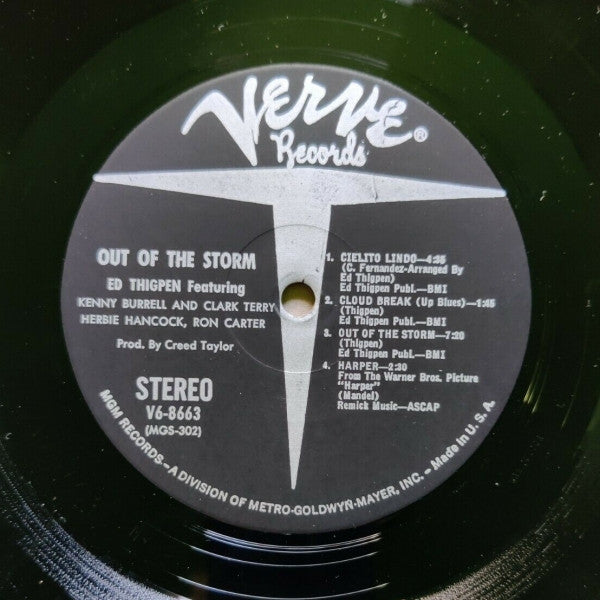 Verve®
Records
OUT OF THE STORM
ED THIGPEN Featuring
KENNY BURRELL AND CLARK TERRY
HERBIE HANCOCK, RON CARTER
Prod. By Creed Taylor
STEREO
V6-8663
(MGS-302)
1. CIELITO LINDO—4:35
(C. Fernandez-Arranged By
Ed Thigpen)
Ed Thigpen Publ.—BMI
2. CLOUD BREAK (Up Blues)—1:45
(Thigpen)
Ed Thigpen Publ.—BMI
3. OUT OF THE STORM—7:20
(Thigpen)
Ed Thigpen Publ.—BMI
4. HARPER—2:30
From The Warner Bros. Picture
"Harper"
(Mandel)
Remick Music—ASCAP
MGM RECORDS—A DIVISION OF METRO-GOLDWYN-MAYER, INC. – Made in U. S. A.